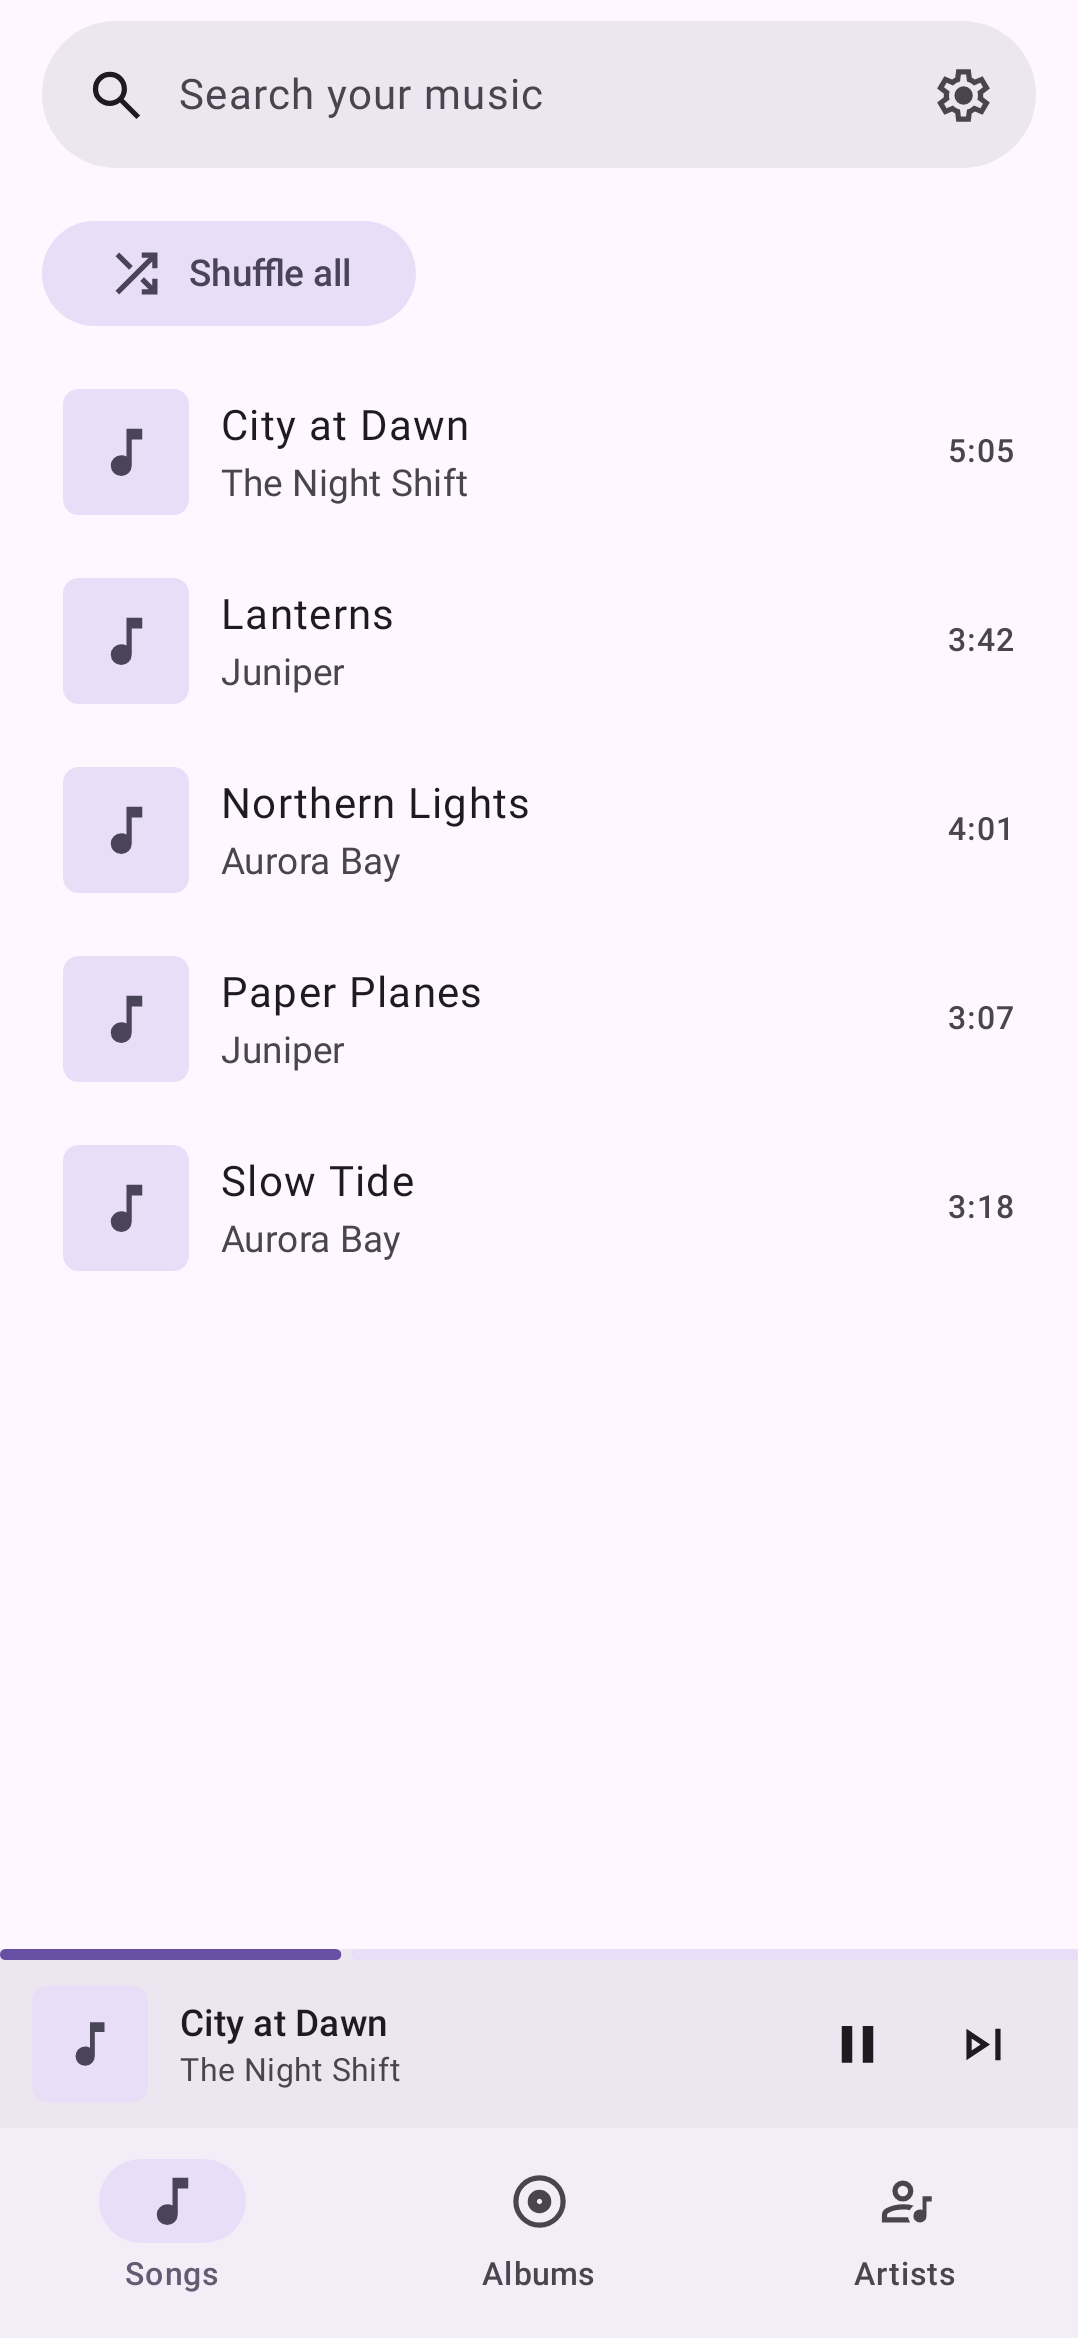 Search your music
Shuffle all
City at Dawn
The Night Shift
5:05
Lanterns
Juniper
3:42
Northern Lights
Aurora Bay
4:01
Paper Planes
Juniper
3:07
Slow Tide
Aurora Bay
3:18
City at Dawn
The Night Shift
Songs
Albums
Artists